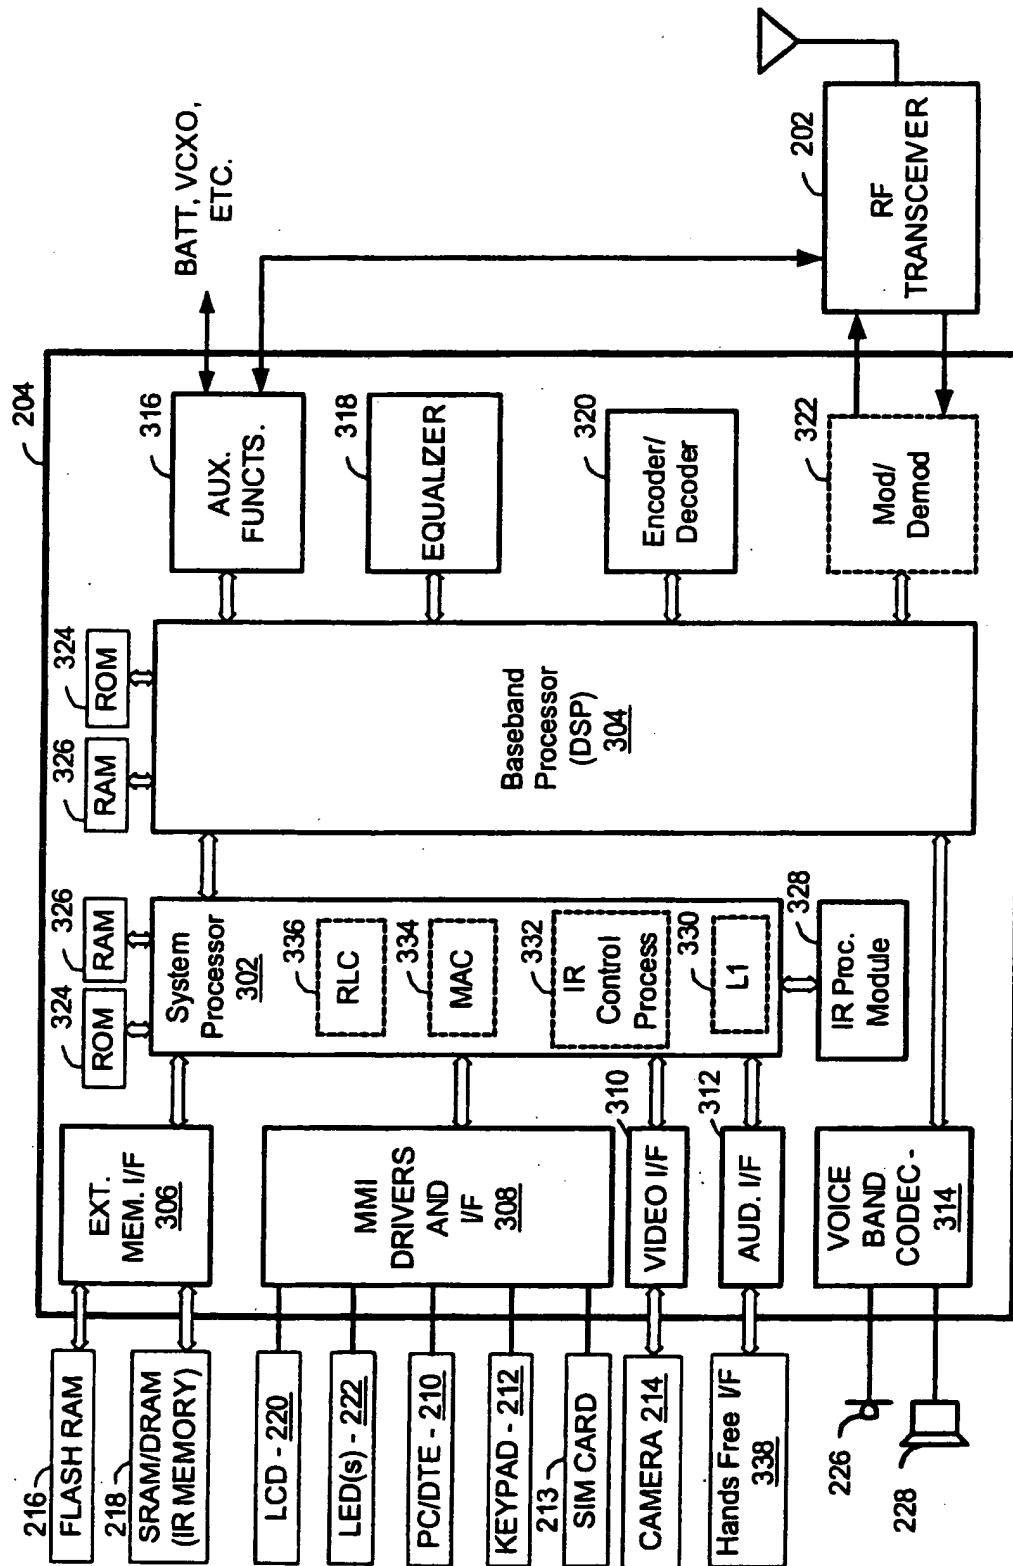 204
216
FLASH RAM
218
SRAM/DRAM
(IR MEMORY)
LCD - 220
LED(s) - 222
PC/DTE - 210
KEYPAD - 212
213
SIM CARD
CAMERA 214
Hands Free I/F
338
226
228
EXT.
MEM. I/F
306
MMI
DRIVERS
AND
I/F
308
310
VIDEO I/F
312
AUD. I/F
VOICE
BAND
CODEC -
314
324
ROM
326
RAM
System
Processor
302
336
RLC
334
MAC
332
IR
Control
Process
330
L1
328
IR Proc.
Module
326
RAM
324
ROM
Baseband
Processor
(DSP)
304
316
AUX.
FUNCTS.
318
EQUALIZER
320
Encoder/
Decoder
322
Mod/
Demod
BATT, VCXO,
ETC.
202
RF
TRANSCEIVER